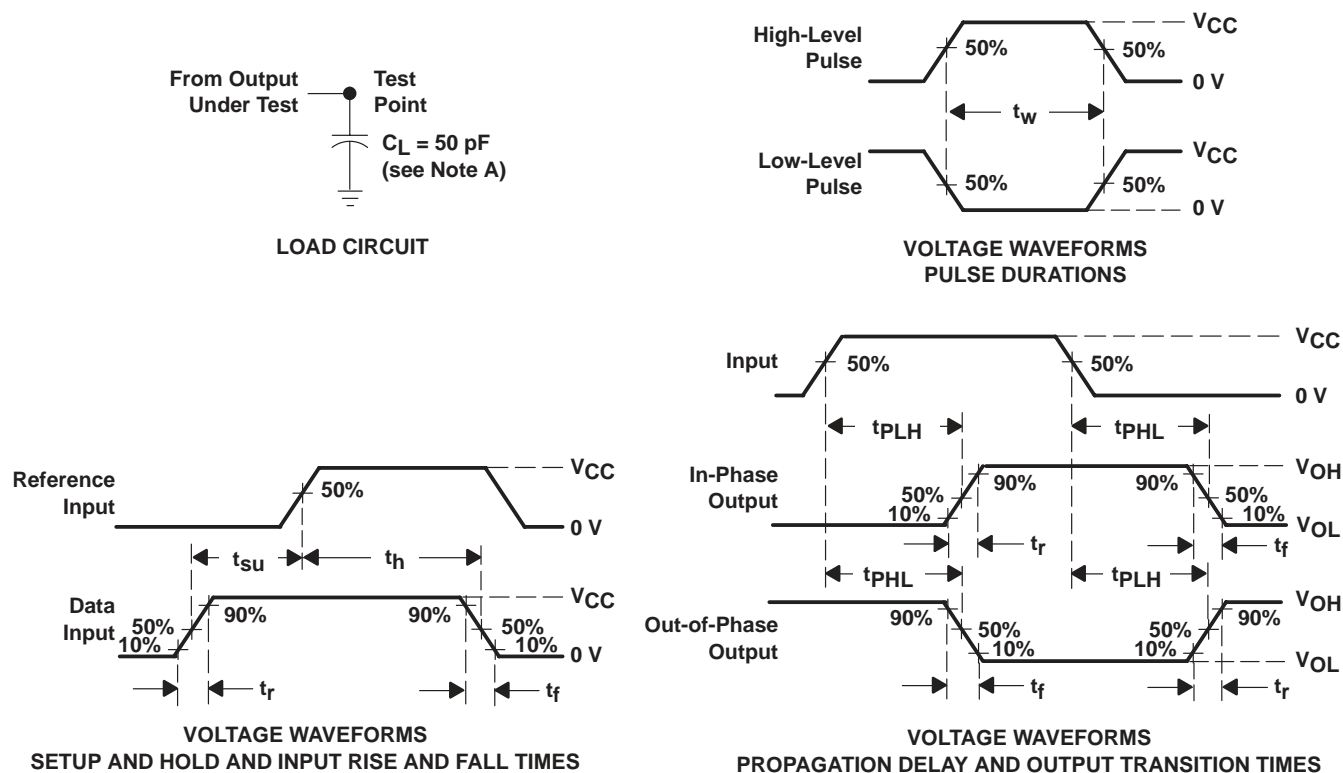 From Output
Under Test
Test
Point
CL = 50 pF
(see Note A)
LOAD CIRCUIT
High-Level
Pulse
50%
50%
VCC
0 V
tw
Low-Level
Pulse
50%
50%
VCC
0 V
VOLTAGE WAVEFORMS
PULSE DURATIONS
Reference
Input
50%
VCC
0 V
tsu
th
Data
Input
50%
10%
90%
90%
50%
10%
VCC
0 V
tr
tf
VOLTAGE WAVEFORMS
SETUP AND HOLD AND INPUT RISE AND FALL TIMES
Input
50%
50%
VCC
0 V
tPLH
tPHL
In-Phase
Output
50%
10%
90%
90%
50%
10%
VOH
VOL
tr
tf
tPHL
tPLH
Out-of-Phase
Output
90%
50%
10%
50%
10%
90%
VOH
VOL
tf
tr
VOLTAGE WAVEFORMS
PROPAGATION DELAY AND OUTPUT TRANSITION TIMES